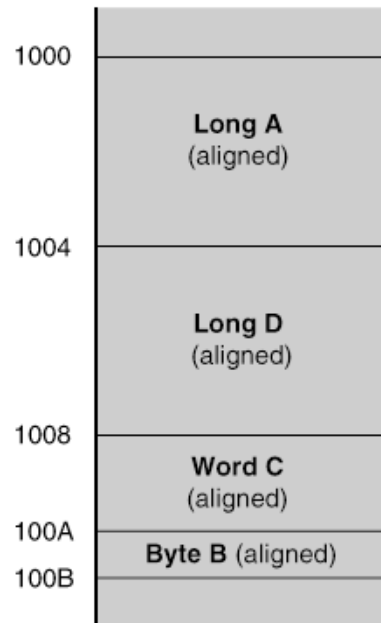 1000
Long A
(aligned)
1004
Long D
(aligned)
1008
Word C
(aligned)
100A
Byte B (aligned)
100B